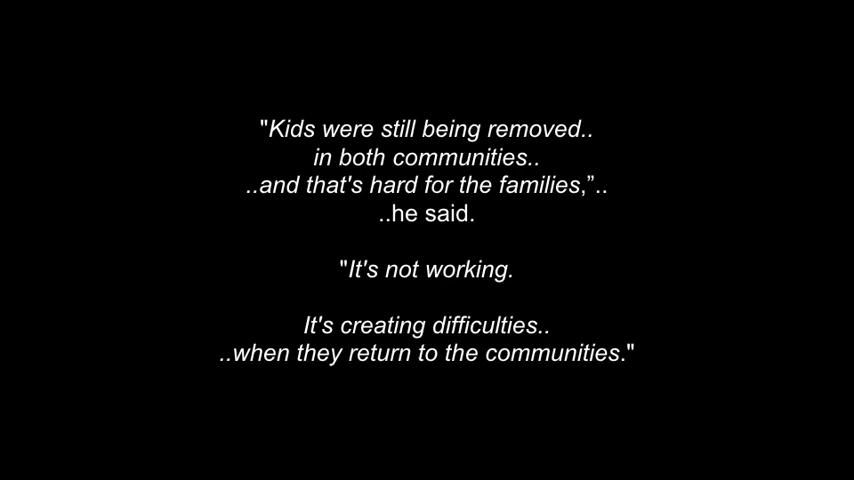 "Kids were still being removed..
in both communities..
..and that's hard for the families,”..
..he said.
"It's not working.
It's creating difficulties..
..when they return to the communities."